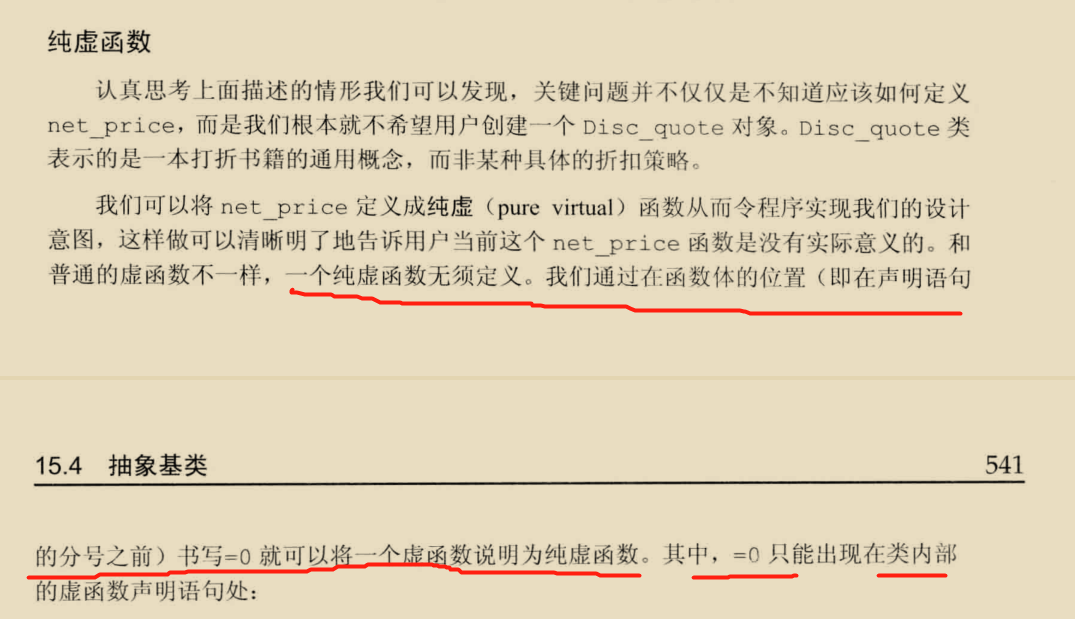 纯虚函数
认真思考上面描述的情形我们可以发现，关键问题并不仅仅是不知道应该如何定义
net_price，而是我们根本就不希望用户创建一个 Disc_quote 对象。Disc_quote 类
表示的是一本打折书籍的通用概念，而非某种具体的折扣策略。
我们可以将 net_price 定义成纯虚（pure virtual）函数从而令程序实现我们的设计
意图，这样做可以清晰明了地告诉用户当前这个 net_price 函数是没有实际意义的。和
普通的虚函数不一样，一个纯虚函数无须定义。我们通过在函数体的位置（即在声明语句
15.4 抽象基类 541
的分号之前）书写=0 就可以将一个虚函数说明为纯虚函数。其中，=0 只能出现在类内部
的虚函数声明语句处：